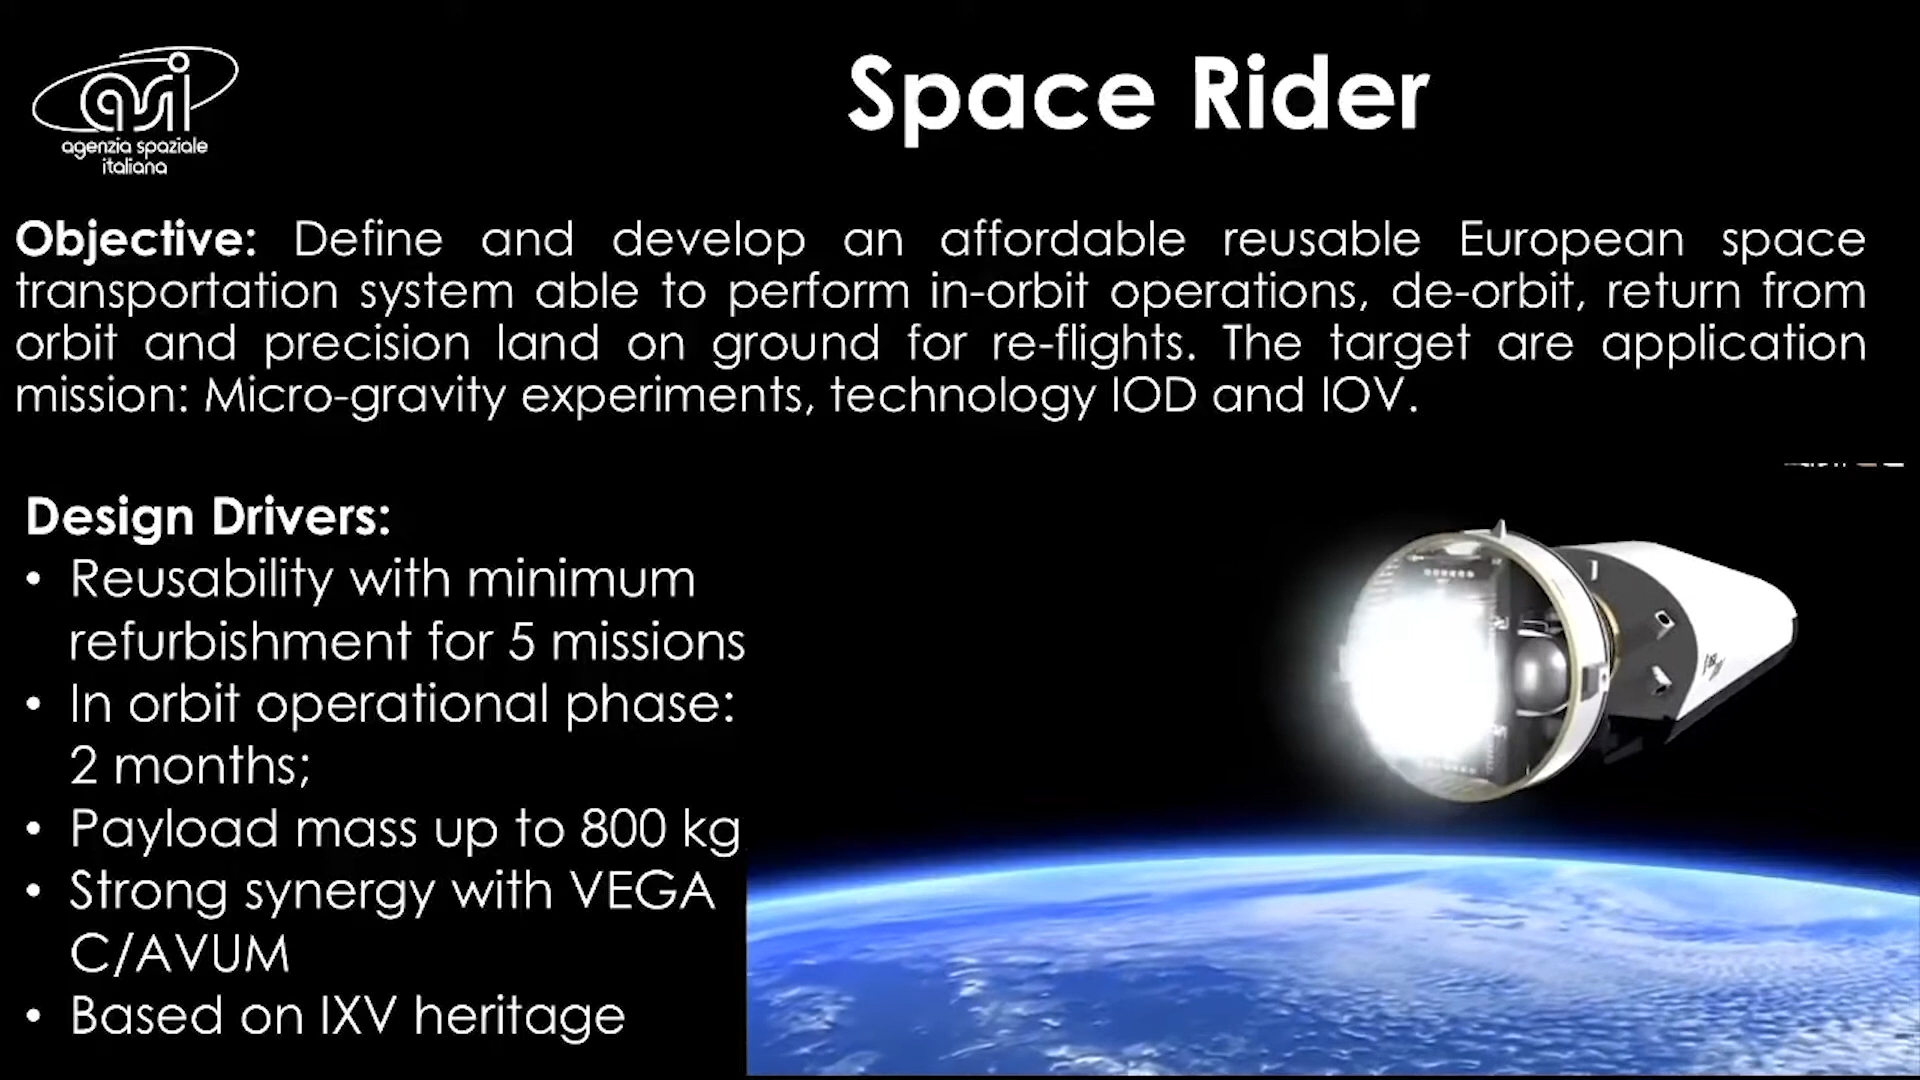 asi
agenzia spaziale
italiana
Space Rider
Objective: Define and develop an affordable reusable European space
transportation system able to perform in-orbit operations, de-orbit, return from
orbit and precision land on ground for re-flights. The target are application
mission: Micro-gravity experiments, technology IOD and IOV.
Design Drivers:
• Reusability with minimum
refurbishment for 5 missions
• In orbit operational phase:
2 months;
• Payload mass up to 800 kg
• Strong synergy with VEGA
C/AVUM
• Based on IXV heritage